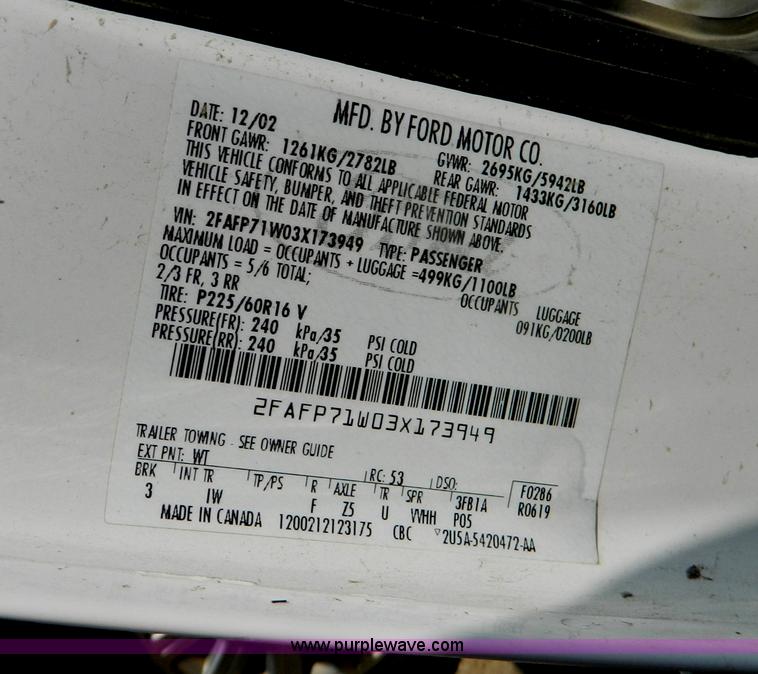 MFD. BY FORD MOTOR CO.
DATE: 12/02 GVWR: 2695KG/5942LB
FRONT GAWR: 1261KG/2782LB REAR GAWR: 1433KG/3160LB
THIS VEHICLE CONFORMS TO ALL APPLICABLE FEDERAL MOTOR
VEHICLE SAFETY, BUMPER, AND THEFT PREVENTION STANDARDS
IN EFFECT ON THE DATE OF MANUFACTURE SHOWN ABOVE.
VIN: 2FAFP71W03X173949 TYPE: PASSENGER
MAXIMUM LOAD = OCCUPANTS + LUGGAGE =499KG/1100LB
OCCUPANTS = 5/6 TOTAL; OCCUPANTS LUGGAGE
2/3 FR, 3 RR 091KG/0200LB
TIRE: P225/60R16 V
PRESSURE(FR): 240 kPa/35 PSI COLD
PRESSURE(RR): 240 kPa/35 PSI COLD
2FAFP71W03X173949
TRAILER TOWING - SEE OWNER GUIDE
EXT PNT: WT RC: 53 DSO: F0286
BRK INT TR TP/PS R AXLE TR SPR 3FB1A R0619
3 IW F Z5 U VVHH P05
MADE IN CANADA 1200212123175 CBC ▽2U5A-5420472-AA
www.purplewave.com